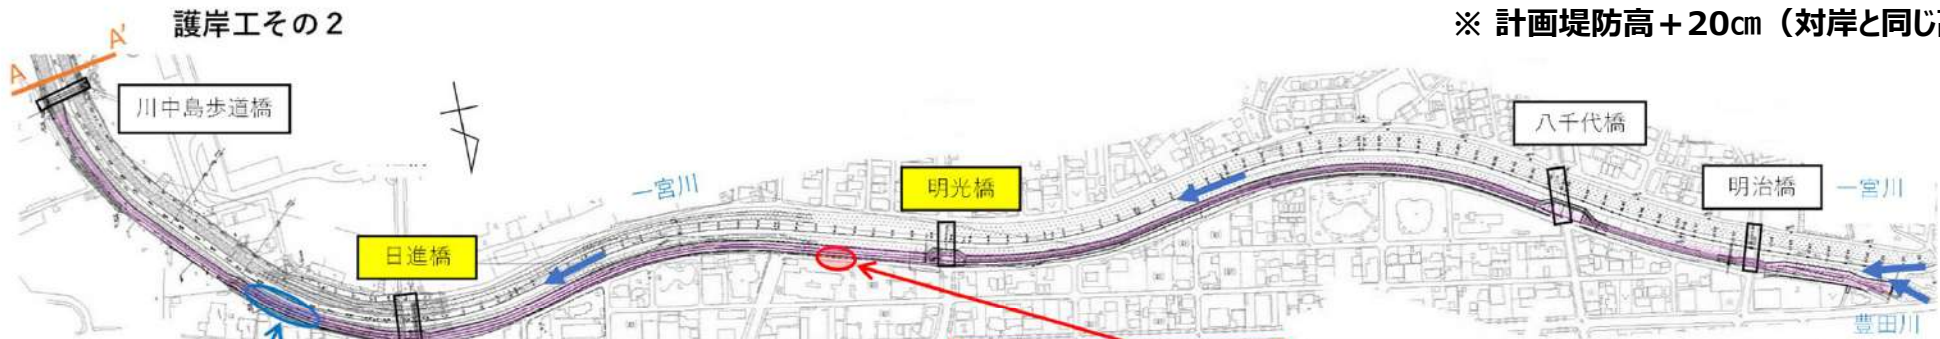 護岸工その2
※ 計画堤防高+20㎝(対岸と同じ
A'
A
川中島歩道橋
八千代橋
一宮川
明光橋
明治橋
一宮川
日進橋
豊田川